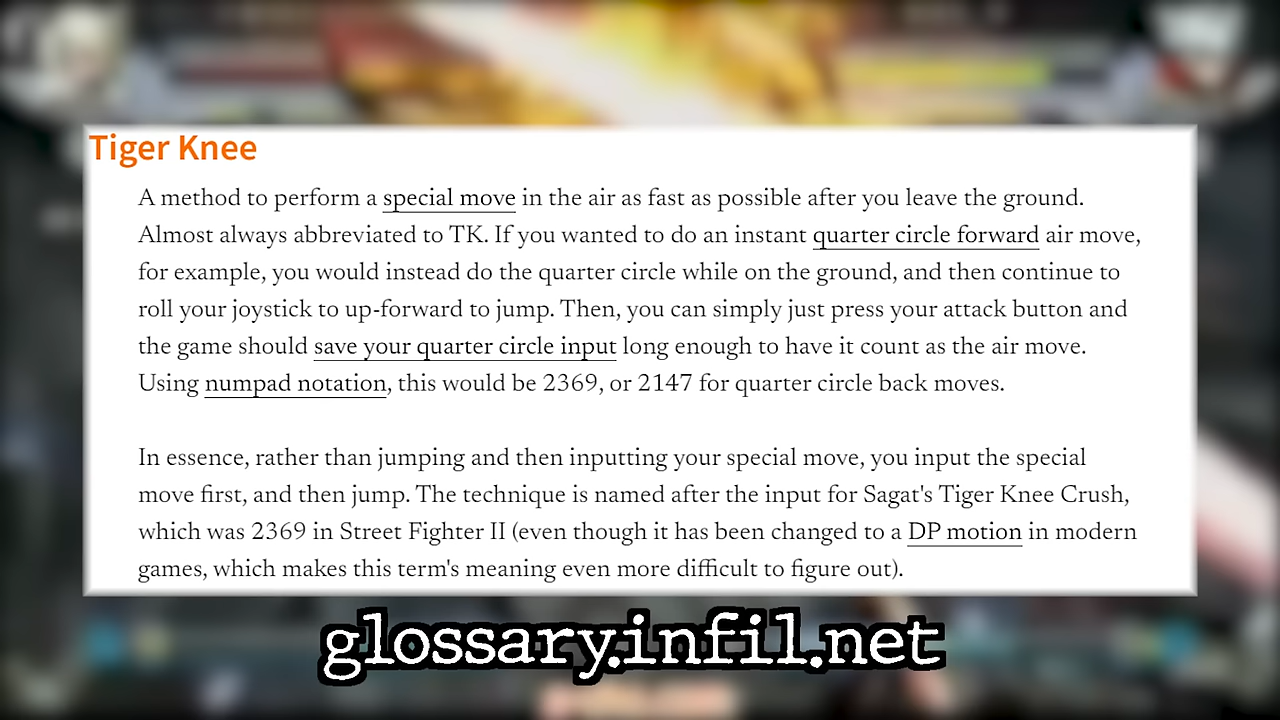 Tiger Knee
A method to perform a special move in the air as fast as possible after you leave the ground.
Almost always abbreviated to TK. If you wanted to do an instant quarter circle forward air move,
for example, you would instead do the quarter circle while on the ground, and then continue to
roll your joystick to up-forward to jump. Then, you can simply just press your attack button and
the game should save your quarter circle input long enough to have it count as the air move.
Using numpad notation, this would be 2369, or 2147 for quarter circle back moves.
In essence, rather than jumping and then inputting your special move, you input the special
move first, and then jump. The technique is named after the input for Sagat's Tiger Knee Crush,
which was 2369 in Street Fighter II (even though it has been changed to a DP motion in modern
games, which makes this term's meaning even more difficult to figure out).
glossary.infil.net